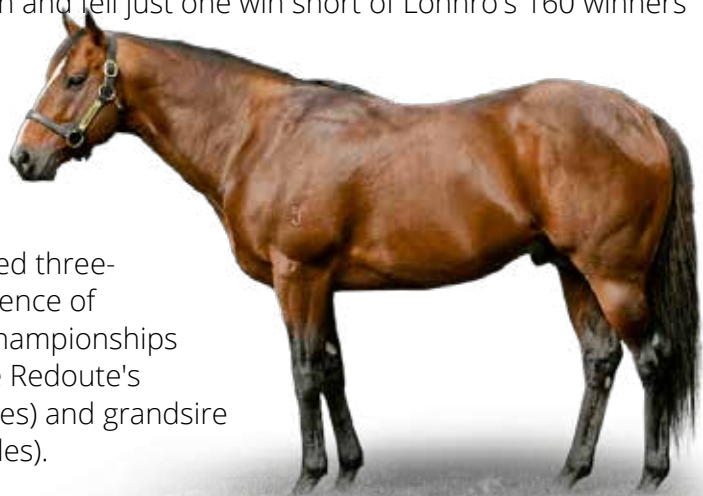 and fell just one win short of Lonhro's 160 winners
ed three-
ence of
hampionships
Redoute's
es) and grandsire
les).